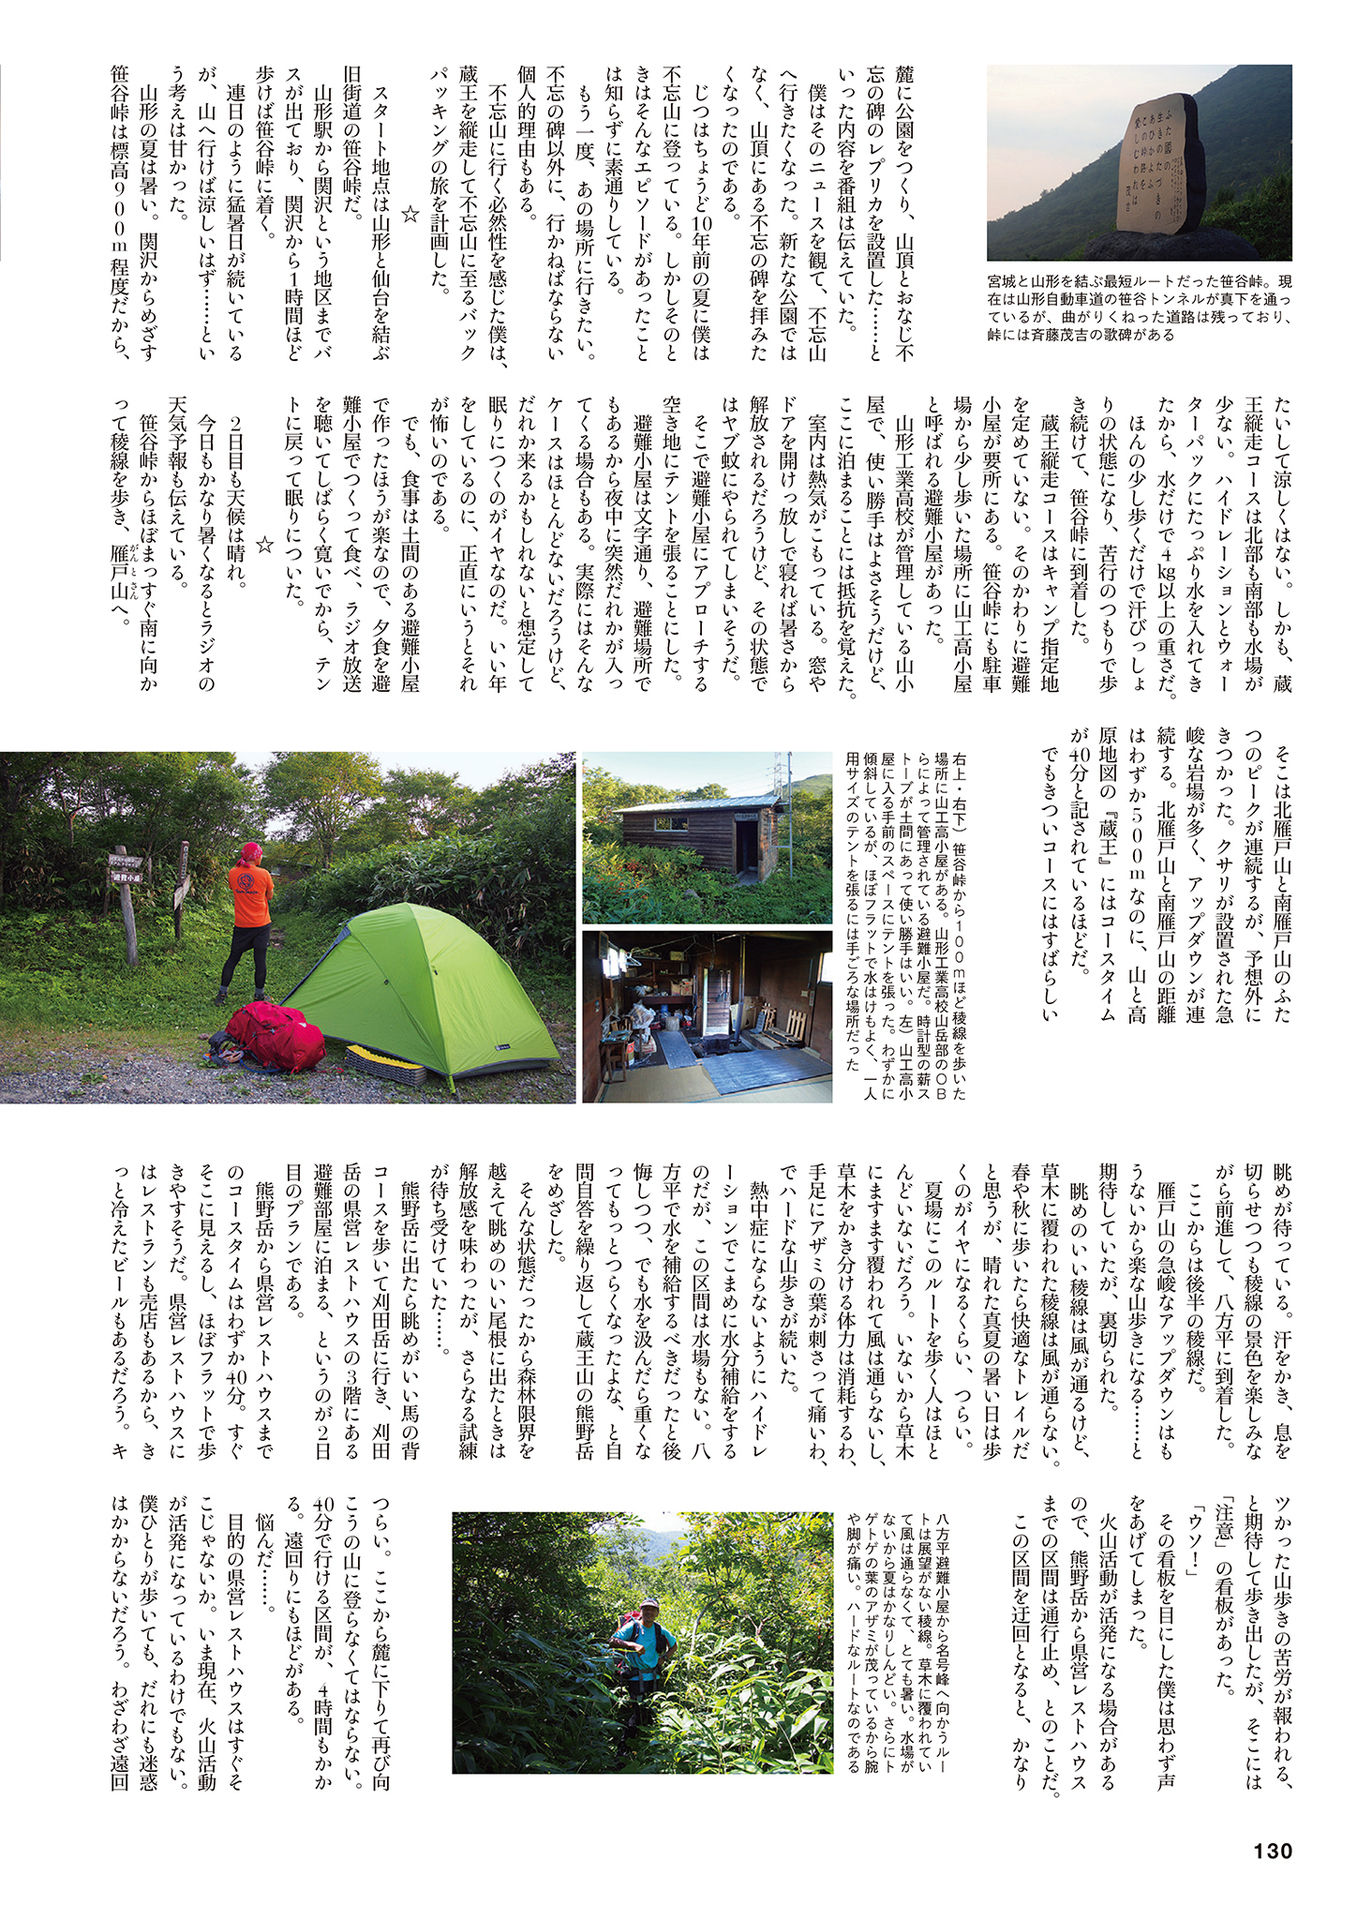 麓に公園をつくり、山頂とおなじ不
忘の碑のレプリカを設置した……と
いった内容を番組は伝えていた。
僕はそのニュースを観て、不忘山
へ行きたくなった。新たな公園では
なく、山頂にある不忘の碑を拝みた
くなったのである。
じつはちょうど10年前の夏に僕は
不忘山に登っている。しかしそのと
きはそんなエピソードがあったこと
は知らずに素通りしている。
もう一度、あの場所に行きたい。
不忘の碑以外に、行かねばならない
個人的理由もある。
不忘山に行く必然性を感じた僕は、
蔵王を縦走して不忘山に至るバック
パッキングの旅を計画した。
☆
スタート地点は山形と仙台を結ぶ
旧街道の笹谷峠だ。
山形駅から関沢という地区までバ
スが出ており、関沢から1時間ほど
歩けば笹谷峠に着く。
連日のように猛暑日が続いている
が、山へ行けば涼しいはず……とい
う考えは甘かった。
山形の夏は暑い。関沢からめざす
笹谷峠は標高900m程度だから、
ふた國の
生きのたづきの
あひかよふ
この峠路を
愛しむわれは
茂吉
宮城と山形を結ぶ最短ルートだった笹谷峠。現
在は山形自動車道の笹谷トンネルが真下を通っ
ているが、曲がりくねった道路は残っており、
峠には斉藤茂吉の歌碑がある
たいして涼しくはない。しかも、蔵
王縦走コースは北部も南部も水場が
少ない。ハイドレーションとウォー
ターパックにたっぷり水を入れてき
たから、水だけで4kg以上の重さだ。
ほんの少し歩くだけで汗びっしょ
りの状態になり、苦行のつもりで歩
き続けて、笹谷峠に到着した。
蔵王縦走コースはキャンプ指定地
を定めていない。そのかわりに避難
小屋が要所にある。笹谷峠にも駐車
場から少し歩いた場所に山工高小屋
と呼ばれる避難小屋があった。
山形工業高校が管理している山小
屋で、使い勝手はよさそうだけど、
ここに泊まることには抵抗を覚えた。
室内は熱気がこもっている。窓や
ドアを開けっ放しで寝れば暑さから
解放されるだろうけど、その状態で
はヤブ蚊にやられてしまいそうだ。
そこで避難小屋にアプローチする
空き地にテントを張ることにした。
避難小屋は文字通り、避難場所で
もあるから夜中に突然だれかが入っ
てくる場合もある。実際にはそんな
ケースはほとんどないだろうけど、
だれか来るかもしれないと想定して
眠りにつくのがイヤなのだ。いい年
をしているのに、正直にいうとそれ
が怖いのである。
でも、食事は土間のある避難小屋
で作ったほうが楽なので、夕食を避
難小屋でつくって食べ、ラジオ放送
を聴いてしばらく寛いでから、テン
トに戻って眠りについた。
☆
2日目も天候は晴れ。
今日もかなり暑くなるとラジオの
天気予報も伝えている。
笹谷峠からほぼまっすぐ南に向か
って稜線を歩き、雁戸山へ。
がんとさん
そこは北雁戸山と南雁戸山のふた
つのピークが連続するが、予想外に
きつかった。クサリが設置された急
峻な岩場が多く、アップダウンが連
続する。北雁戸山と南雁戸山の距離
はわずか500mなのに、山と高
原地図の『蔵王』にはコースタイム
が40分と記されているほどだ。
でもきついコースにはすばらしい
右上・右下）笹谷峠から100mほど稜線を歩いた
場所に山工高小屋がある。山形工業高校山岳部のOB
らによって管理されている避難小屋だ。時計型の薪ス
トーブが土間にあって使い勝手はいい。左）山工高小
屋に入る手前のスペースにテントを張った。わずかに
傾斜しているが、ほぼフラットで水はけもよく、一人
用サイズのテントを張るには手ごろな場所だった
避難小屋
眺めが待っている。汗をかき、息を
切らせつつも稜線の景色を楽しみな
がら前進して、八方平に到着した。
ここからは後半の稜線だ。
雁戸山の急峻なアップダウンはも
うないから楽な山歩きになる……と
期待していたが、裏切られた。
眺めのいい稜線は風が通るけど、
草木に覆われた稜線は風が通らない。
春や秋に歩いたら快適なトレイルだ
と思うが、晴れた真夏の暑い日は歩
くのがイヤになるくらい、つらい。
夏場にこのルートを歩く人はほと
んどいないだろう。いないから草木
にますます覆われて風は通らないし、
草木をかき分ける体力は消耗するわ、
手足にアザミの葉が刺さって痛いわ、
でハードな山歩きが続いた。
熱中症にならないようにハイドレ
ーションでこまめに水分補給をする
のだが、この区間は水場もない。八
方平で水を補給するべきだったと後
悔しつつ、でも水を汲んだら重くな
ってもっとつらくなったよな、と自
問自答を繰り返して蔵王山の熊野岳
をめざした。
そんな状態だったから森林限界を
越えて眺めのいい尾根に出たときは
解放感を味わったが、さらなる試練
が待ち受けていた……。
熊野岳に出たら眺めがいい馬の背
コースを歩いて刈田岳に行き、刈田
岳の県営レストハウスの3階にある
避難部屋に泊まる、というのが2日
目のプランである。
熊野岳から県営レストハウスまで
のコースタイムはわずか40分。すぐ
そこに見えるし、ほぼフラットで歩
きやすそうだ。県営レストハウスに
はレストランも売店もあるから、き
っと冷えたビールもあるだろう。キ
ツかった山歩きの苦労が報われる、
と期待して歩き出したが、そこには
「注意」の看板があった。
「ウソ！」
その看板を目にした僕は思わず声
をあげてしまった。
火山活動が活発になる場合がある
ので、熊野岳から県営レストハウス
までの区間は通行止め、とのことだ。
この区間を迂回となると、かなり
八方平避難小屋から名号峰へ向かうルー
トは展望がない稜線。草木に覆われてい
て風は通らなくて、とても暑い。水場が
ないから夏はかなりしんどい。さらにト
ゲトゲの葉のアザミが茂っているから腕
や脚が痛い。ハードなルートなのである
つらい。ここから麓に下りて再び向
こうの山に登らなくてはならない。
40分で行ける区間が、4時間もかか
る。遠回りにもほどがある。
悩んだ……。
目的の県営レストハウスはすぐそ
こじゃないか。いま現在、火山活動
が活発になっているわけでもない。
僕ひとりが歩いても、だれにも迷惑
はかからないだろう。わざわざ遠回
130